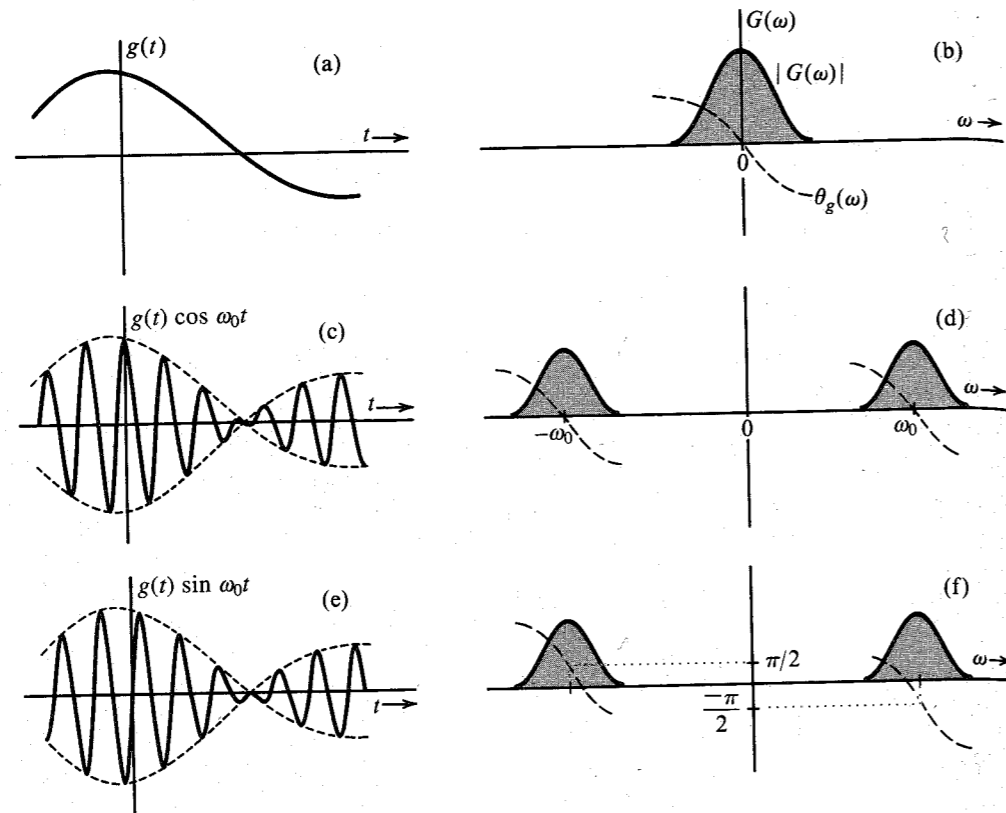 g(t)
(a)
t
G(ω)
|G(ω)|
(b)
ω
0
θ_g(ω)
g(t) cos ω₀t
(c)
t
(d)
ω
-ω₀
0
ω₀
g(t) sin ω₀t
(e)
t
(f)
ω
π/2
-π/2